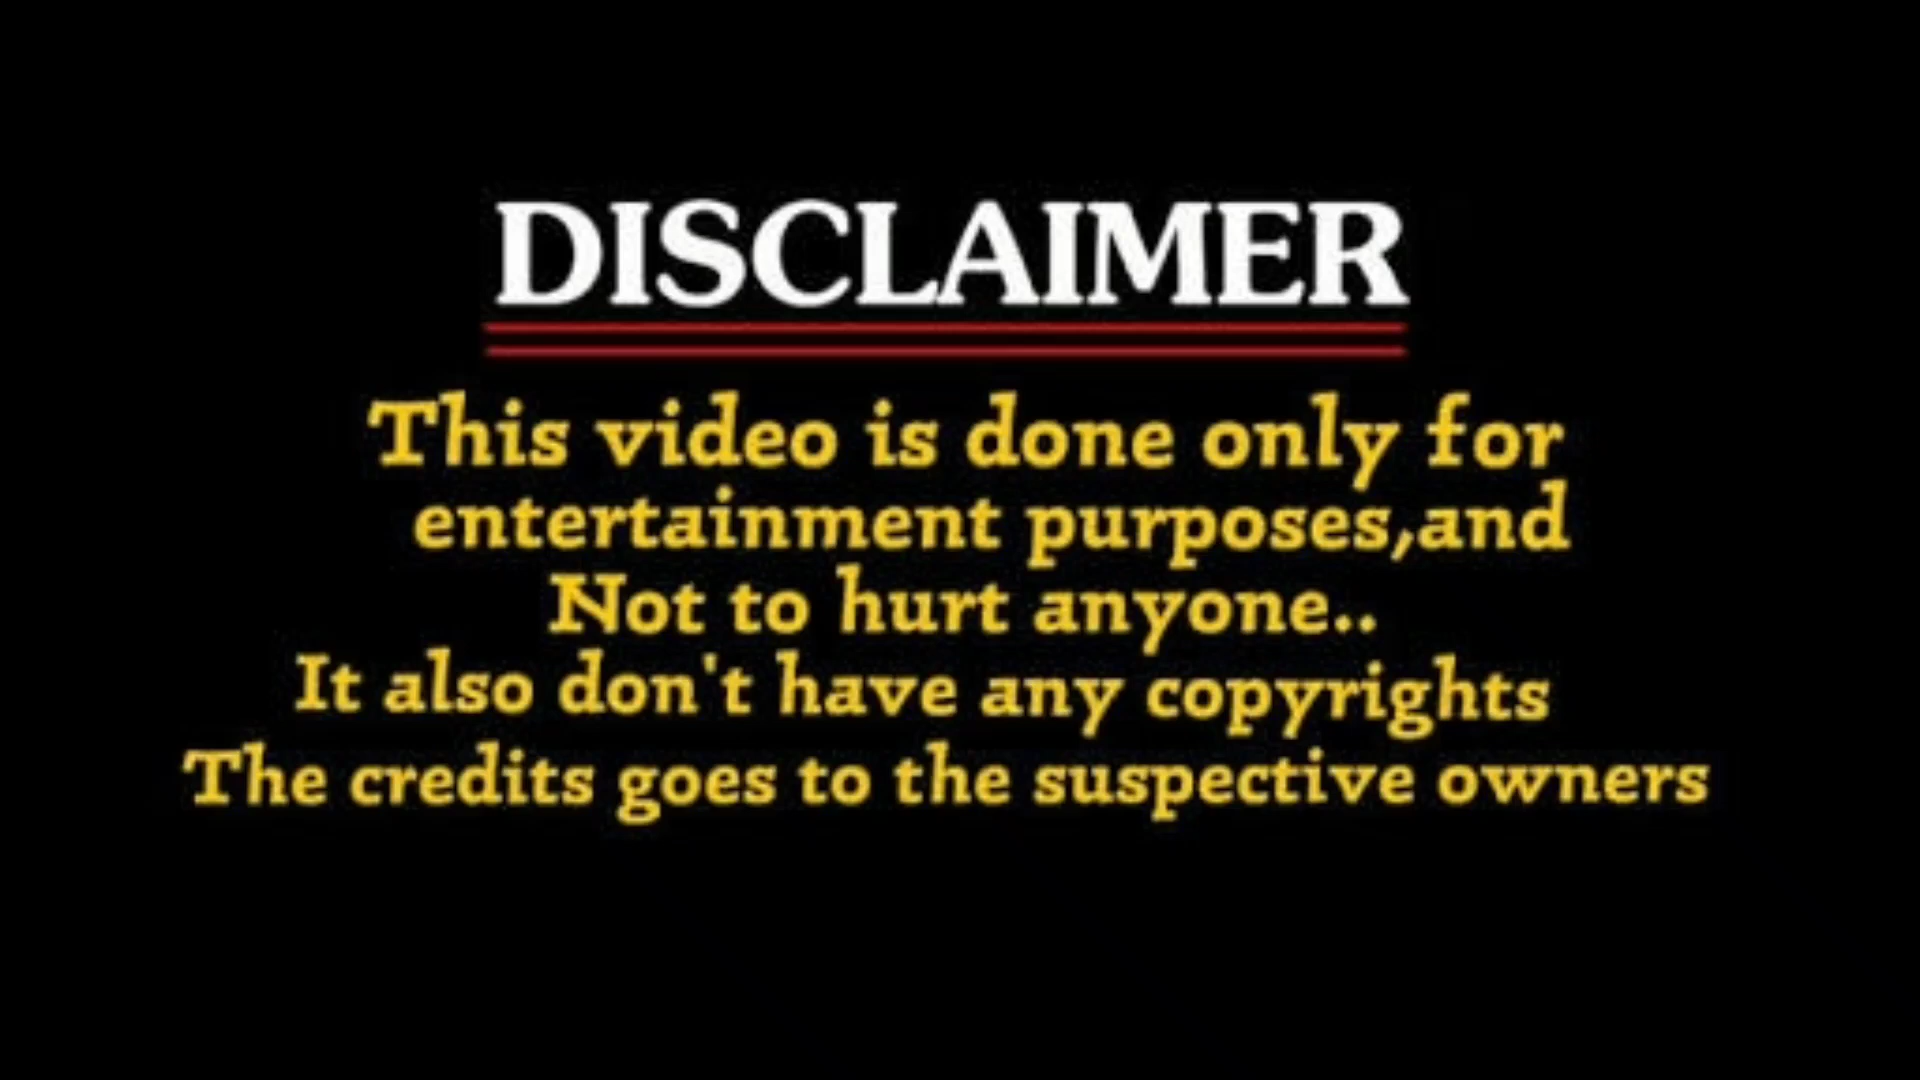 DISCLAIMER
This video is done only for
entertainment purposes,and
Not to hurt anyone..
It also don't have any copyrights
The credits goes to the suspective owners